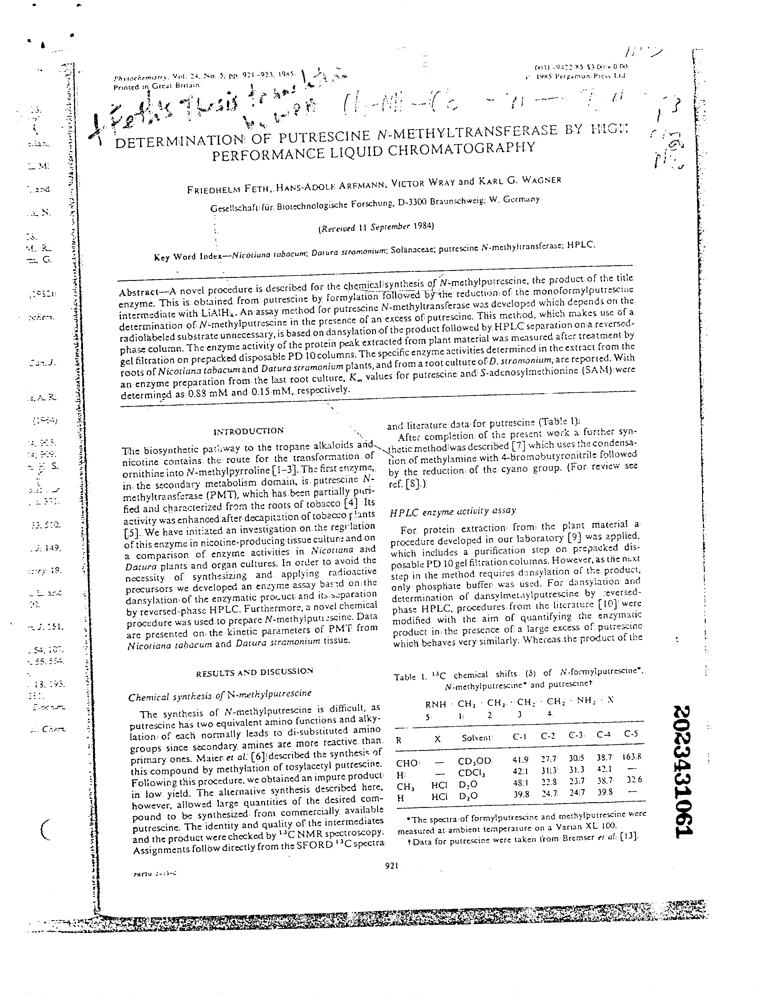 Phytochemistry, Vol. 24, No. 5, pp. 921-923, 1985.
Printed in Great Britain.
0031-9422/85 $3.00+0.00
© 1985 Pergamon Press Ltd.
Feth's Thesis
DETERMINATION OF PUTRESCINE N-METHYLTRANSFERASE BY HIGH
PERFORMANCE LIQUID CHROMATOGRAPHY
FRIEDHELM FETH, HANS-ADOLF ARFMANN, VICTOR WRAY and KARL G. WAGNER
Gesellschaft für Biotechnologische Forschung, D-3300 Braunschweig, W. Germany
(Received 11 September 1984)
Key Word Index—Nicotiana tabacum; Datura stramonium; Solanaceae; putrescine N-methyltransferase; HPLC.
Abstract—A novel procedure is described for the chemical synthesis of N-methylputrescine, the product of the title
enzyme. This is obtained from putrescine by formylation followed by the reduction of the monoformylputrescine
intermediate with LiAlH₄. An assay method for putrescine N-methyltransferase was developed which depends on the
determination of N-methylputrescine in the presence of an excess of putrescine. This method, which makes use of a
radiolabeled substrate unnecessary, is based on dansylation of the product followed by HPLC separation on a reversed-
phase column. The enzyme activity of the protein peak extracted from plant material was measured after treatment by
gel filtration on prepacked disposable PD 10 columns. The specific enzyme activities determined in the extract from the
roots of Nicotiana tabacum and Datura stramonium plants, and from a root culture of D. stramonium, are reported. With
an enzyme preparation from the last root culture, Kₘ values for putrescine and S-adenosylmethionine (SAM) were
determined as 0.88 mM and 0.15 mM, respectively.
INTRODUCTION
The biosynthetic pathway to the tropane alkaloids and
nicotine contains the route for the transformation of
ornithine into N-methylpyrroline [1-3]. The first enzyme,
in the secondary metabolism domain, is putrescine N-
methyltransferase (PMT), which has been partially puri-
fied and characterized from the roots of tobacco [4]. Its
activity was enhanced after decapitation of tobacco plants
[5]. We have initiated an investigation on the regulation
of this enzyme in nicotine-producing tissue culture and on
a comparison of enzyme activities in Nicotiana and
Datura plants and organ cultures. In order to avoid the
necessity of synthesizing and applying radioactive
precursors we developed an enzyme assay based on the
dansylation of the enzymatic product and its separation
by reversed-phase HPLC. Furthermore, a novel chemical
procedure was used to prepare N-methylputrescine. Data
are presented on the kinetic parameters of PMT from
Nicotiana tabacum and Datura stramonium tissue.
RESULTS AND DISCUSSION
Chemical synthesis of N-methylputrescine
The synthesis of N-methylputrescine is difficult, as
putrescine has two equivalent amino functions and alky-
lation of each normally leads to di-substituted amino
groups since secondary amines are more reactive than
primary ones. Maier et al. [6] described the synthesis of
this compound by methylation of tosylacetyl putrescine.
Following this procedure, we obtained an impure product
in low yield. The alternative synthesis described here,
however, allowed large quantities of the desired com-
pound to be synthesized from commercially available
putrescine. The identity and quality of the intermediates
and the product were checked by ¹³C NMR spectroscopy.
Assignments follow directly from the SFORD ¹³C spectra
and literature data for putrescine (Table 1).
After completion of the present work a further syn-
thetic method was described [7] which uses the condensa-
tion of methylamine with 4-bromobutyronitrile followed
by the reduction of the cyano group. (For review see
ref. [8].)
HPLC enzyme activity assay
For protein extraction from the plant material a
procedure developed in our laboratory [9] was applied,
which includes a purification step on prepacked dis-
posable PD 10 gel filtration columns. However, as the next
step in the method requires dansylation of the product,
only phosphate buffer was used. For dansylation and
determination of dansylmethylputrescine by reversed-
phase HPLC, procedures from the literature [10] were
modified with the aim of quantifying the enzymatic
product in the presence of a large excess of putrescine
which behaves very similarly. Whereas the product of the
Table 1. ¹³C chemical shifts (δ) of N-formylputrescine*,
N-methylputrescine* and putrescine†
RNH · CH₂ · CH₂ · CH₂ · CH₂ · NH₂ · X
5 1 2 3 4
R X Solvent C-1 C-2 C-3 C-4 C-5
CHO — CD₃OD 41.9 27.7 30.5 38.7 163.8
H — CDCl₃ 42.1 31.3 31.3 42.1 —
CH₃ HCl D₂O 48.1 22.8 23.7 38.7 32.6
H HCl D₂O 39.8 24.7 24.7 39.8 —
*The spectra of formylputrescine and methylputrescine were
measured at ambient temperature on a Varian XL 100.
†Data for putrescine were taken from Bremser et al. [13].
921
2023431061